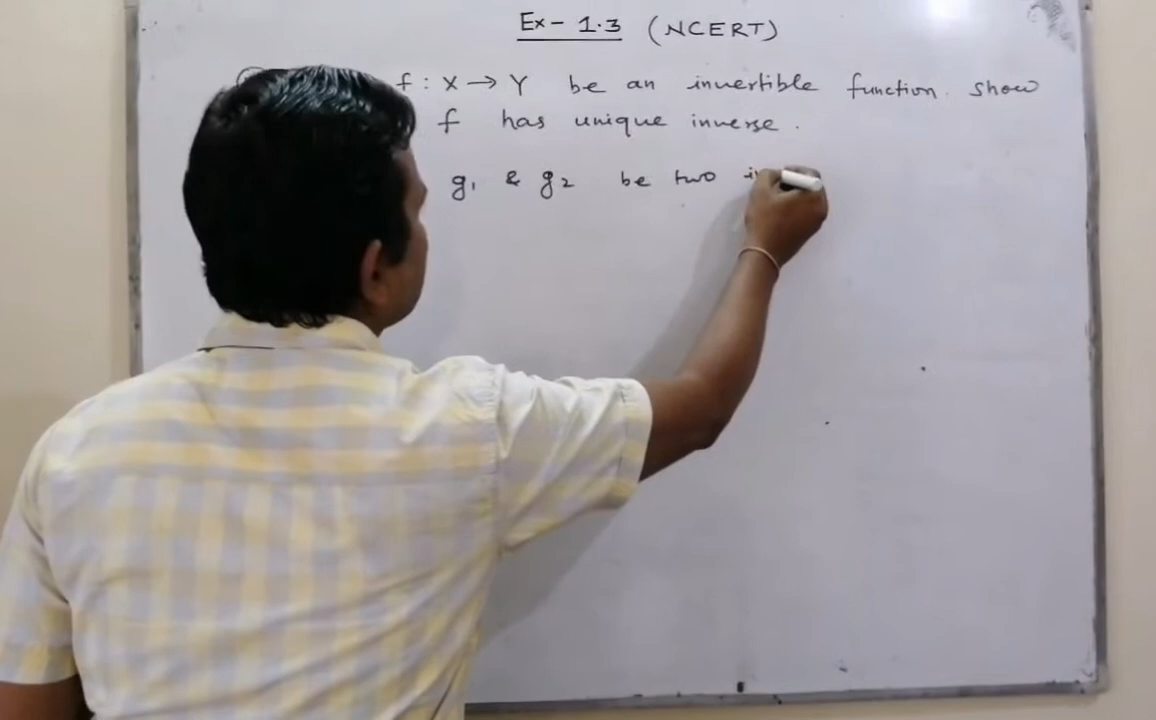 Ex - 1.3 (NCERT)
f : X → Y be an invertible function. show
f has unique inverse.
g₁ & g₂ be two